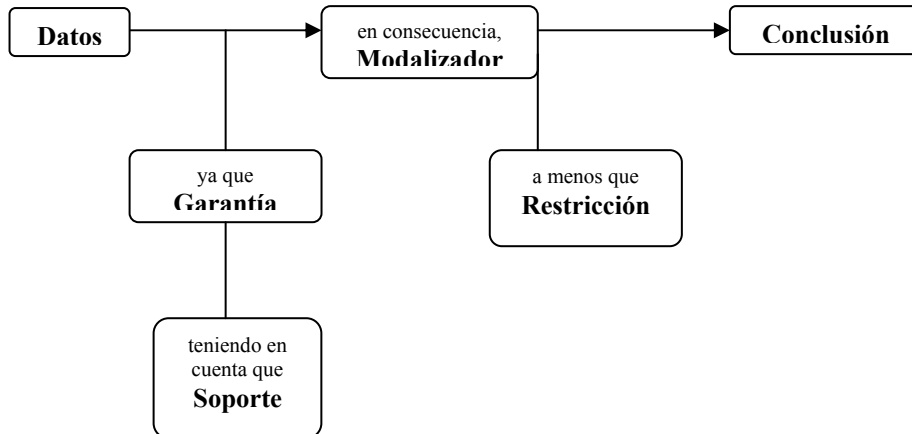 Datos
en consecuencia,
Modalizador
Conclusión
ya que
Garantía
a menos que
Restricción
teniendo en
cuenta que
Soporte